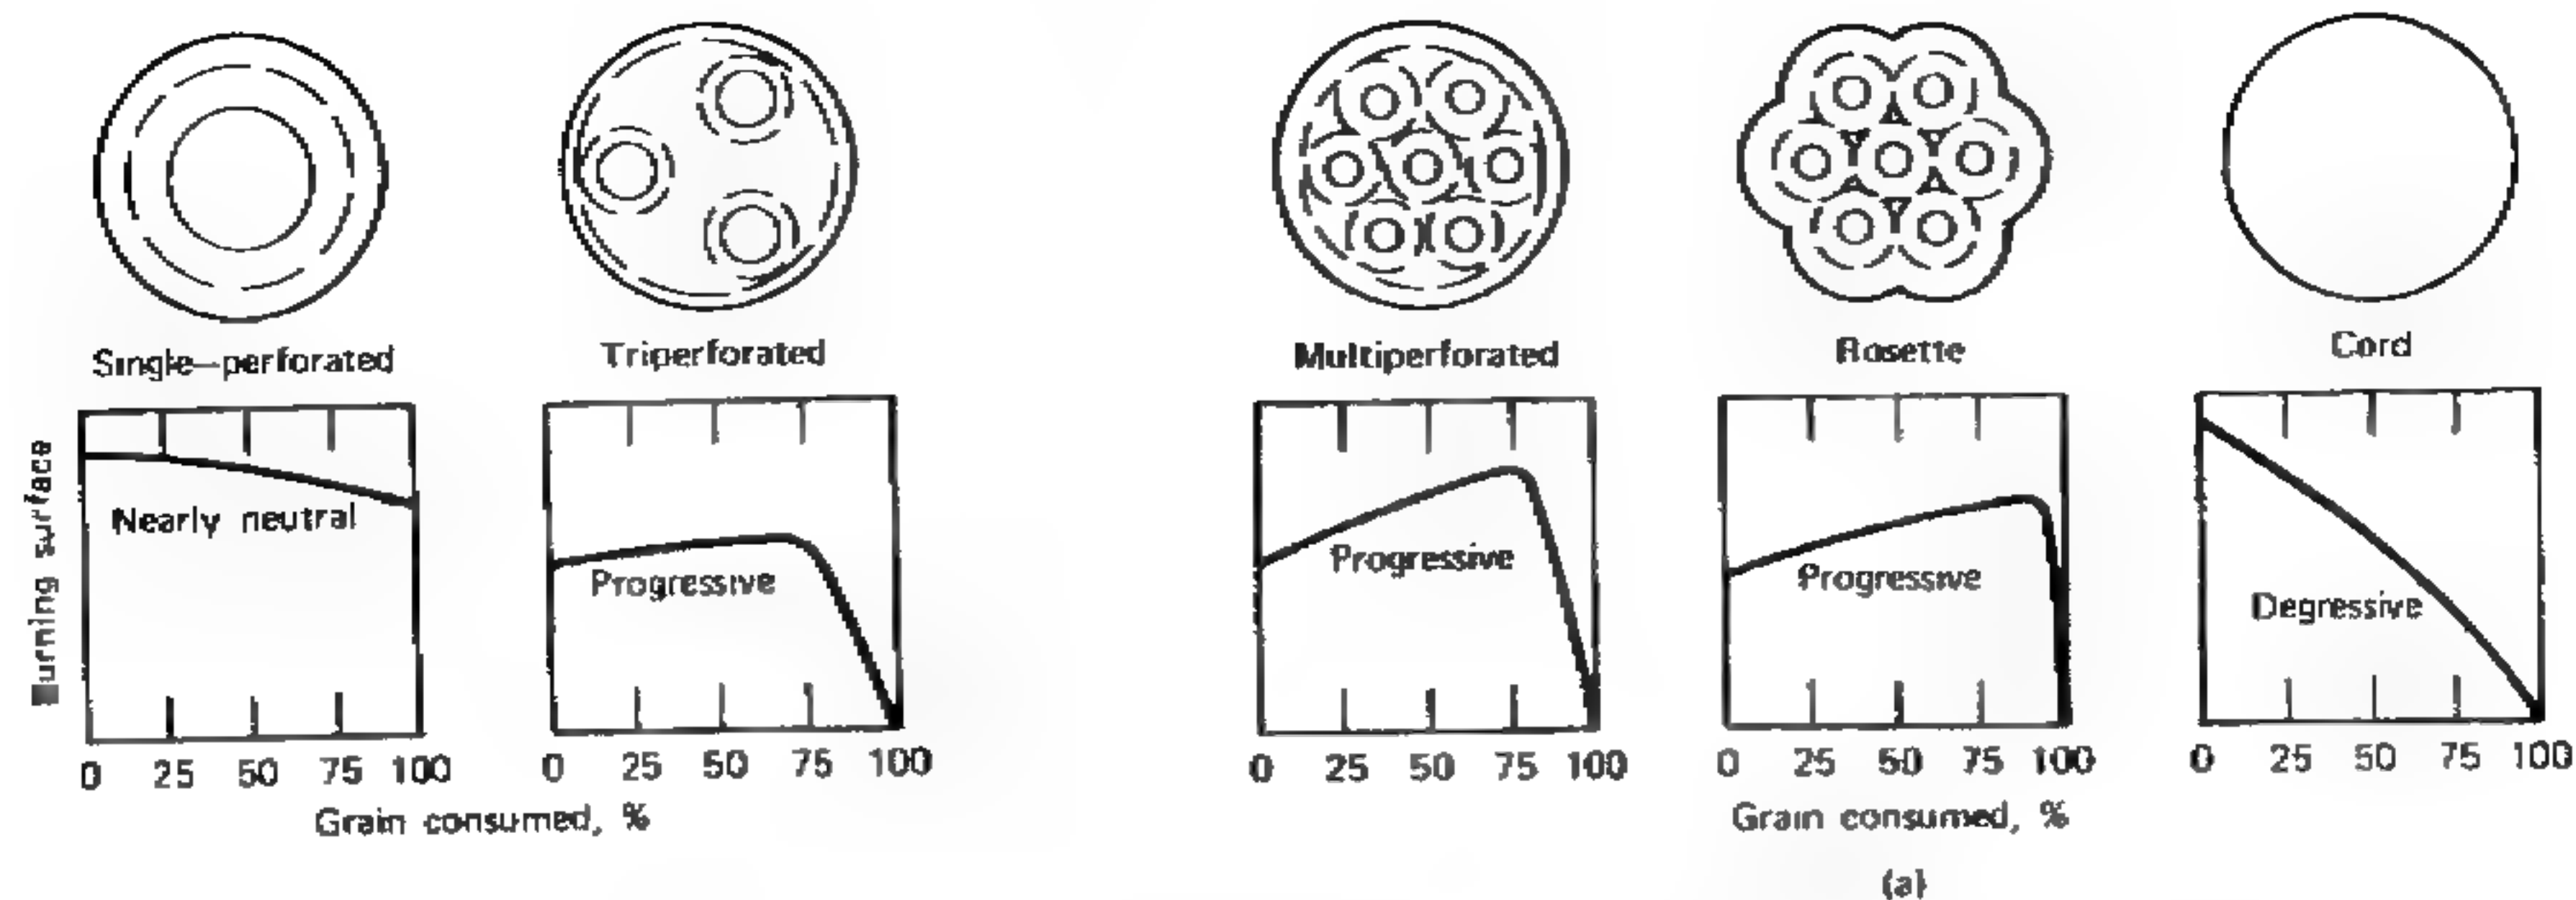 Single-perforated
Triperforated
Multiperforated
Rosette
Cord
Burning surface
Nearly neutral
Progressive
Progressive
Progressive
Degressive
0 25 50 75 100
0 25 50 75 100
0 25 50 75 100
0 25 50 75 100
0 25 50 75 100
Grain consumed, %
Grain consumed, %
(a)